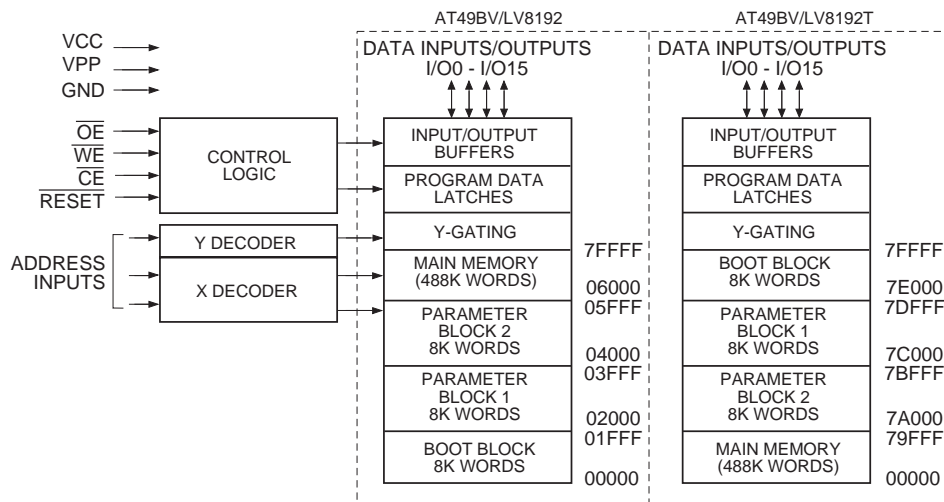 AT49BV/LV8192
AT49BV/LV8192T
VCC
VPP
GND
OE
WE
CE
RESET
CONTROL
LOGIC
ADDRESS
INPUTS
Y DECODER
X DECODER
DATA INPUTS/OUTPUTS
I/O0 - I/O15
INPUT/OUTPUT
BUFFERS
PROGRAM DATA
LATCHES
Y-GATING
7FFFF
MAIN MEMORY
(488K WORDS)
06000
05FFF
PARAMETER
BLOCK 2
8K WORDS
04000
03FFF
PARAMETER
BLOCK 1
8K WORDS
02000
01FFF
BOOT BLOCK
8K WORDS
00000
DATA INPUTS/OUTPUTS
I/O0 - I/O15
INPUT/OUTPUT
BUFFERS
PROGRAM DATA
LATCHES
Y-GATING
7FFFF
BOOT BLOCK
8K WORDS
7E000
7DFFF
PARAMETER
BLOCK 1
8K WORDS
7C000
7BFFF
PARAMETER
BLOCK 2
8K WORDS
7A000
79FFF
MAIN MEMORY
(488K WORDS)
00000